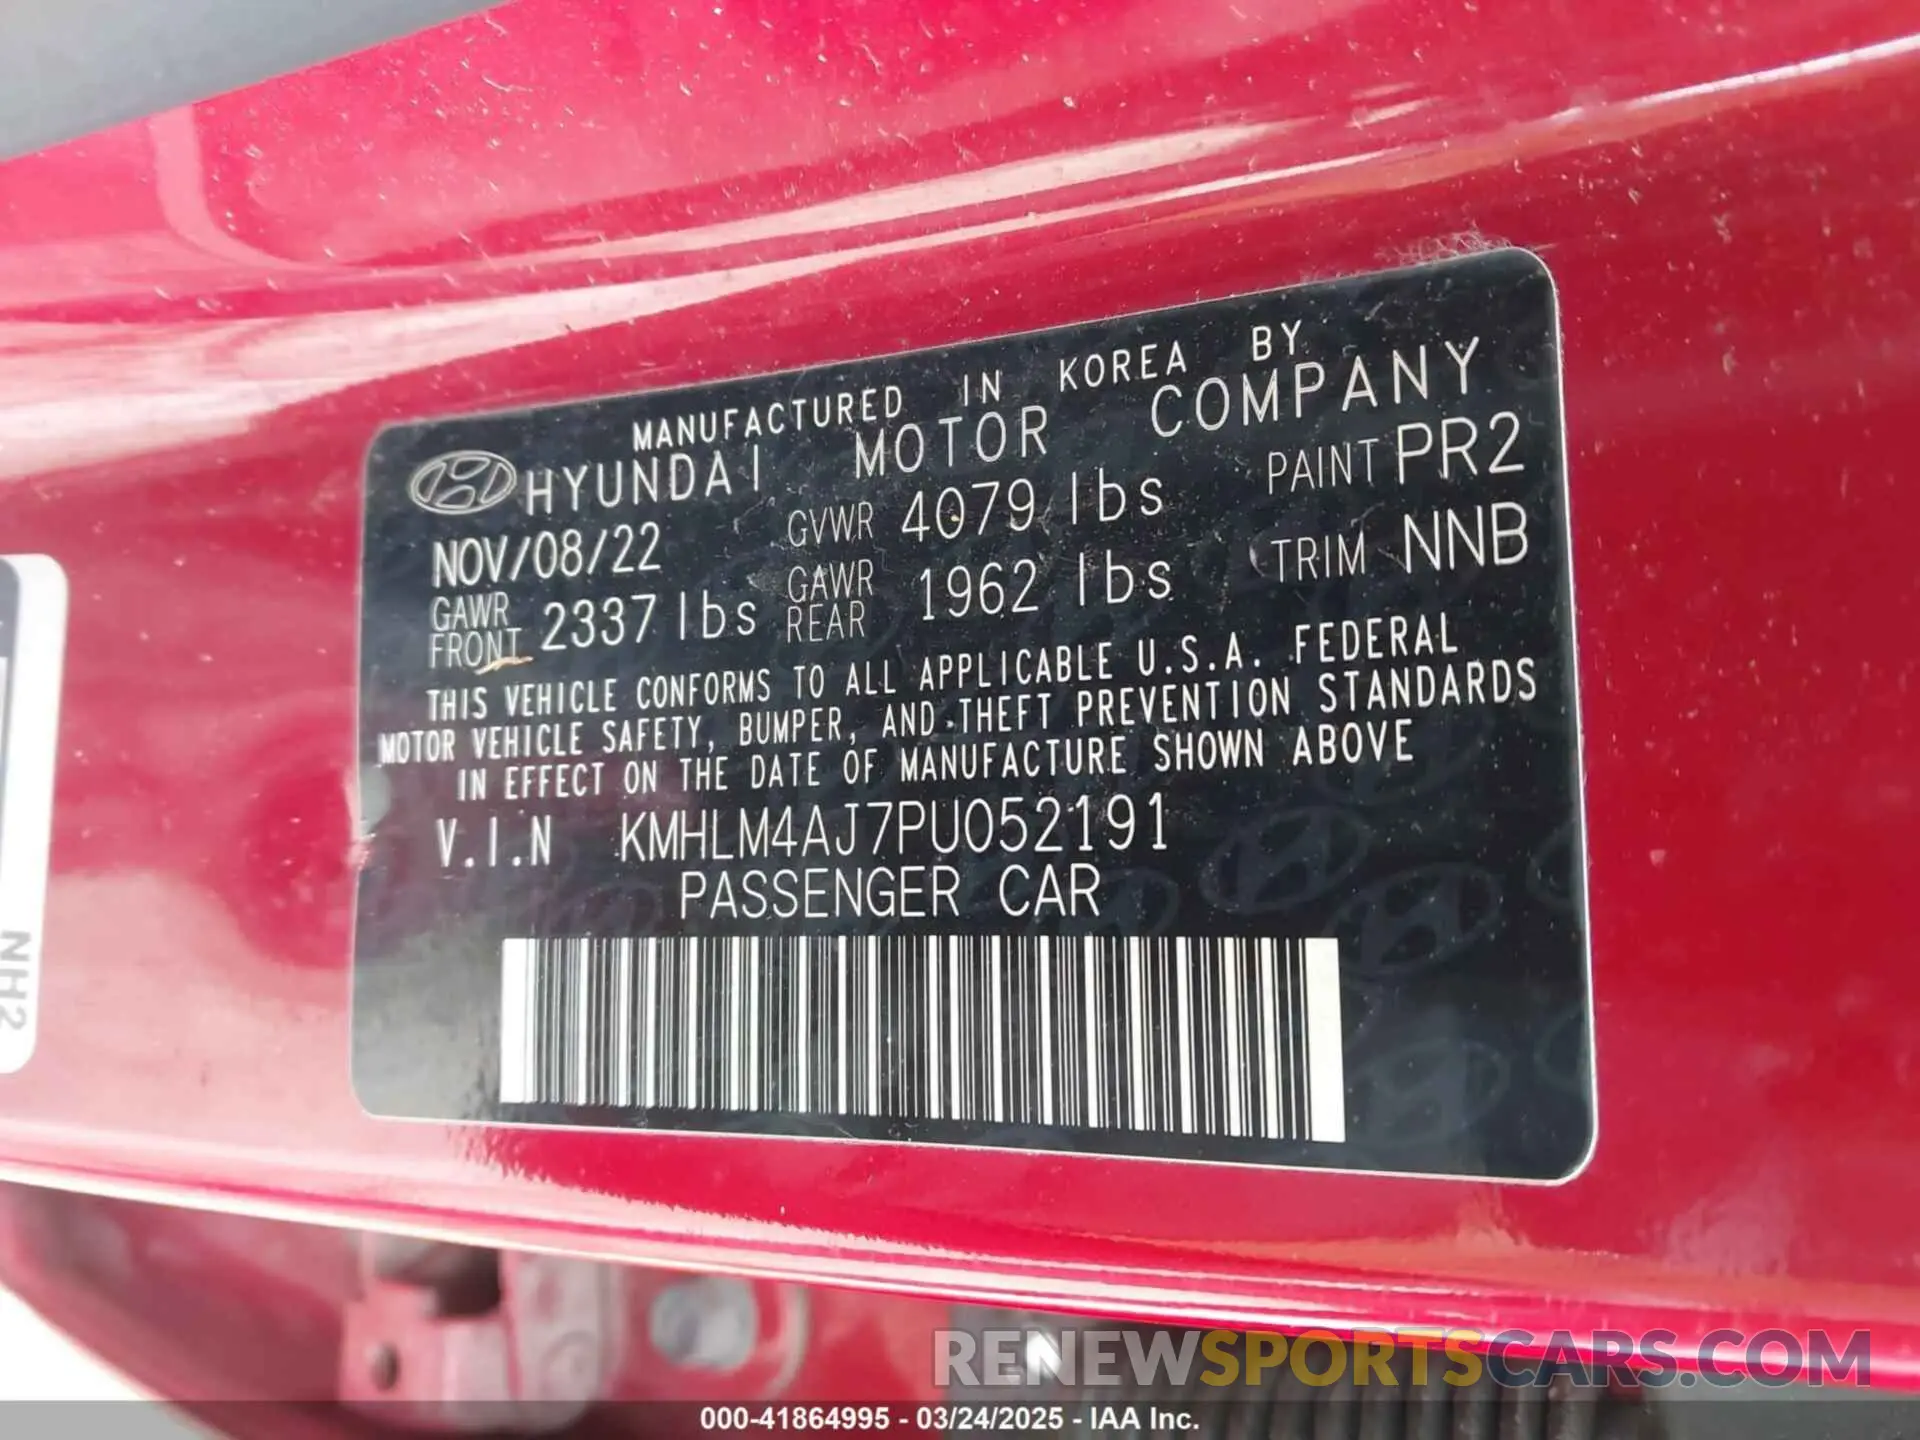 MANUFACTURED IN KOREA BY
HYUNDAI MOTOR COMPANY
NOV/08/22 GVWR 4079 lbs PAINT PR2
GAWR FRONT 2337 lbs GAWR REAR 1962 lbs TRIM NNB
THIS VEHICLE CONFORMS TO ALL APPLICABLE U.S.A. FEDERAL
MOTOR VEHICLE SAFETY, BUMPER, AND THEFT PREVENTION STANDARDS
IN EFFECT ON THE DATE OF MANUFACTURE SHOWN ABOVE
V.I.N KMHLM4AJ7PU052191
PASSENGER CAR
NH2
RENEWSPORTSCARS.COM
000-41864995 - 03/24/2025 - IAA Inc.